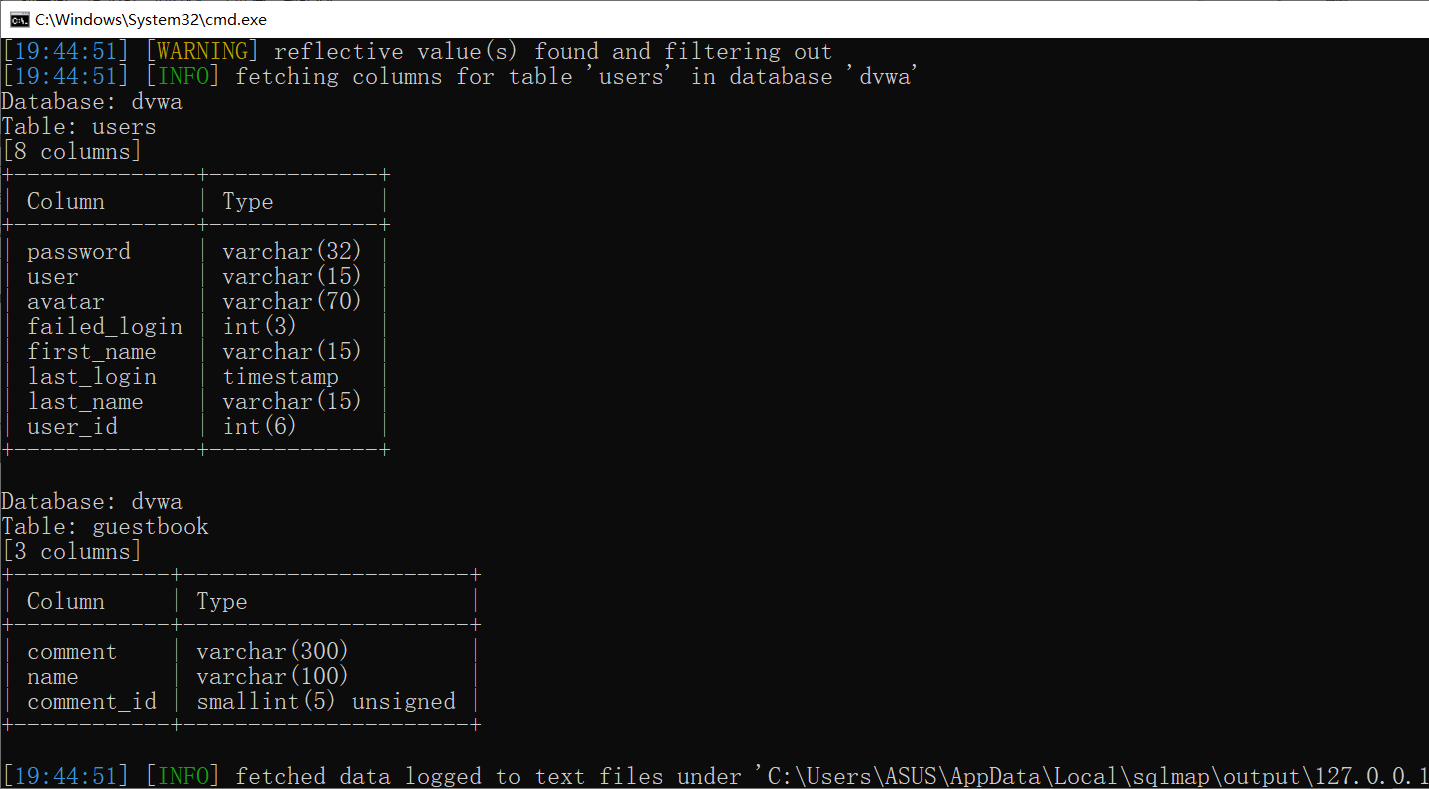 C:\Windows\System32\cmd.exe
[19:44:51] [WARNING] reflective value(s) found and filtering out
[19:44:51] [INFO] fetching columns for table 'users' in database 'dvwa'
Database: dvwa
Table: users
[8 columns]
+--------------+-------------+
| Column       | Type        |
+--------------+-------------+
| password     | varchar(32) |
| user         | varchar(15) |
| avatar       | varchar(70) |
| failed_login | int(3)      |
| first_name   | varchar(15) |
| last_login   | timestamp   |
| last_name    | varchar(15) |
| user_id      | int(6)      |
+--------------+-------------+
Database: dvwa
Table: guestbook
[3 columns]
+------------+----------------------+
| Column     | Type                 |
+------------+----------------------+
| comment    | varchar(300)         |
| name       | varchar(100)         |
| comment_id | smallint(5) unsigned |
+------------+----------------------+
[19:44:51] [INFO] fetched data logged to text files under 'C:\Users\ASUS\AppData\Local\sqlmap\output\127.0.0.1